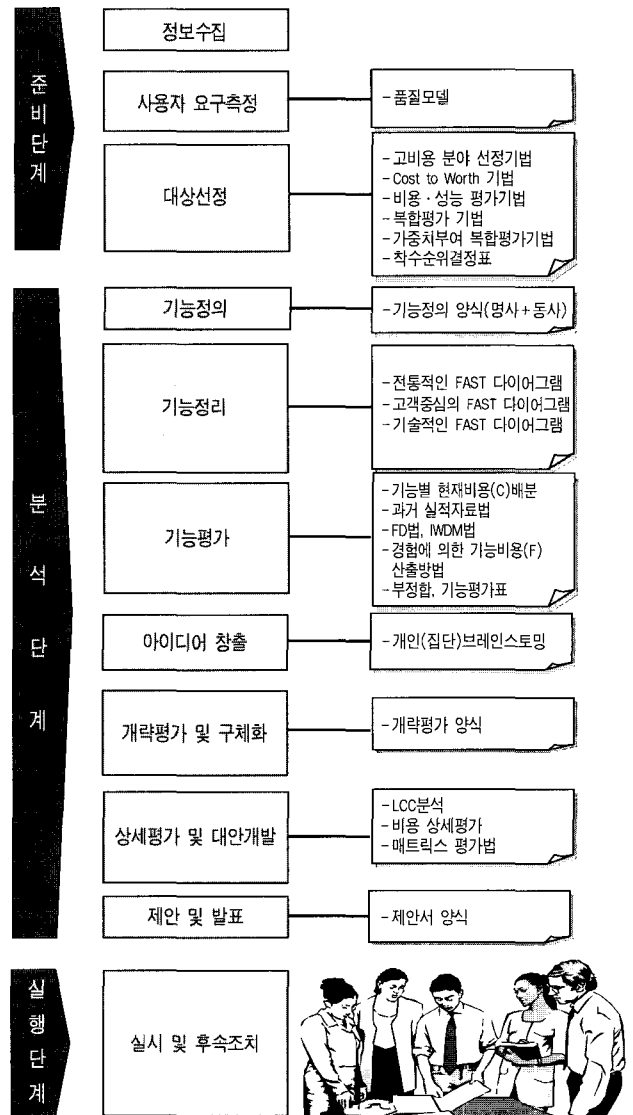 준비단계
정보수집
사용자 요구측정
-품질모델
대상선정
-고비용 분야 선정기법
-Cost to Worth 기법
-비용·성능 평가기법
-복합평가 기법
-가중처부여 복합평가기법
-착수순위결정표
분석단계
기능정의
-기능정의 양식(명사+동사)
기능정리
-전통적인 FAST 다이어그램
-고객중심의 FAST 다이어그램
-기술적인 FAST 다이어그램
기능평가
-기능별 현재비용(C)배분
-과거 실적자료법
-FD법, IWDM법
-경험에 의한 가능비용(F)
산출방법
-부정합, 기능평가표
아이디어 창출
-개인(집단)브레인스토밍
개략평가 및 구체화
-개략평가 양식
상세평가 및 대안개발
-LCC분석
-비용 상세평가
-매트릭스 평가법
제안 및 발표
-제안서 양식
실행단계
실시 및 후속조치